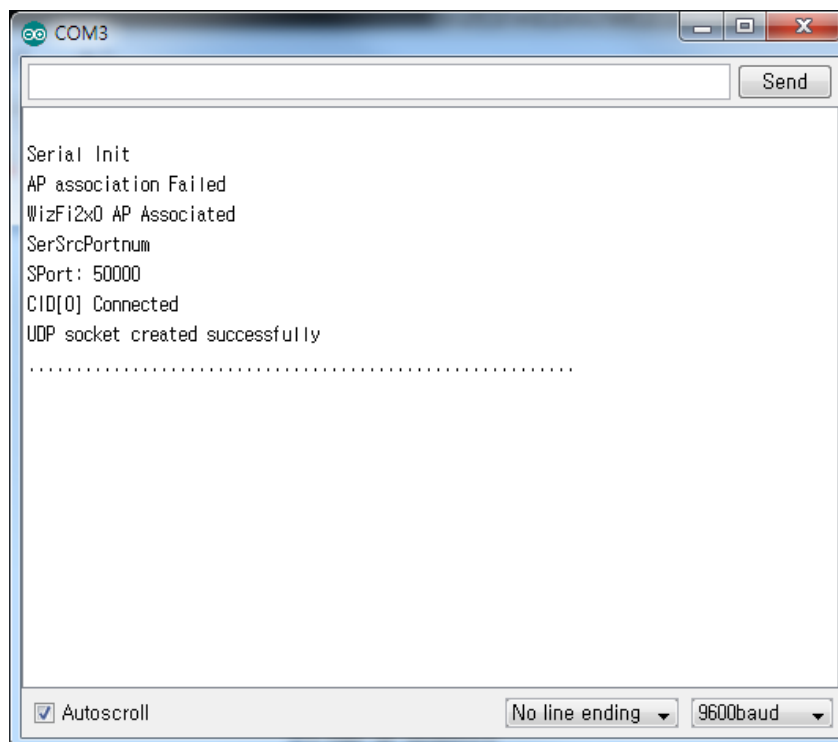 COM3
Send
Serial Init
AP association Failed
WizFi2x0 AP Associated
SerSrcPortnum
SPort: 50000
CID[0] Connected
UDP socket created successfully
..........................................................
Autoscroll
No line ending
9600baud